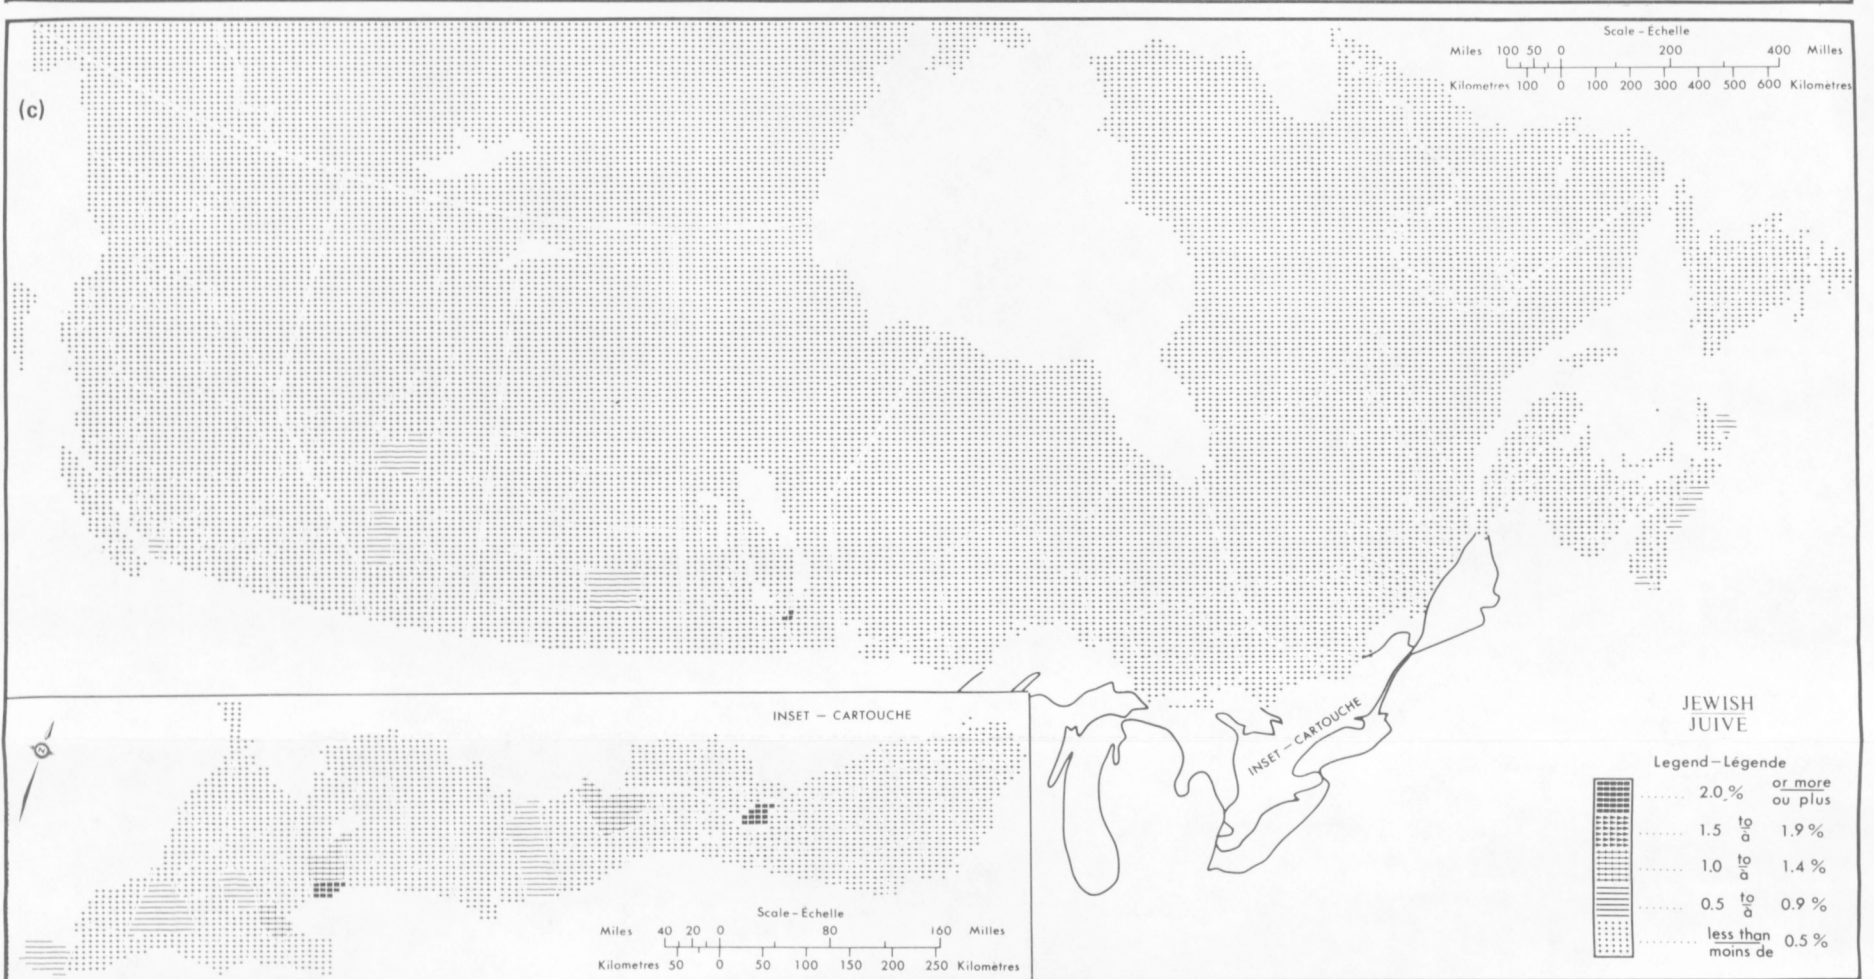 (c)
Scale – Échelle
Miles 100 50 0 200 400 Milles
Kilometres 100 0 100 200 300 400 500 600 Kilomètres
INSET – CARTOUCHE
INSET – CARTOUCHE
Scale – Échelle
Miles 40 20 0 80 160 Milles
Kilometres 50 0 50 100 150 200 250 Kilomètres
JEWISH
JUIVE
Legend – Légende
2.0 % or more
ou plus
1.5 to
à 1.9 %
1.0 to
à 1.4 %
0.5 to
à 0.9 %
less than
moins de 0.5 %